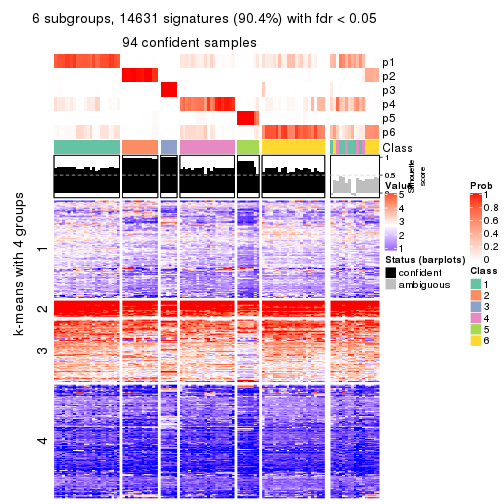 6 subgroups, 14631 signatures (90.4%) with fdr < 0.05
94 confident samples
p1
p2
p3
p4
p5
p6
Class
1
0.5
0
Silhouette
score
k-means with 4 groups
1
2
3
4
Value
5
4
3
2
1
Status (barplots)
confident
ambiguous
Prob
1
0.8
0.6
0.4
0.2
0
Class
1
2
3
4
5
6